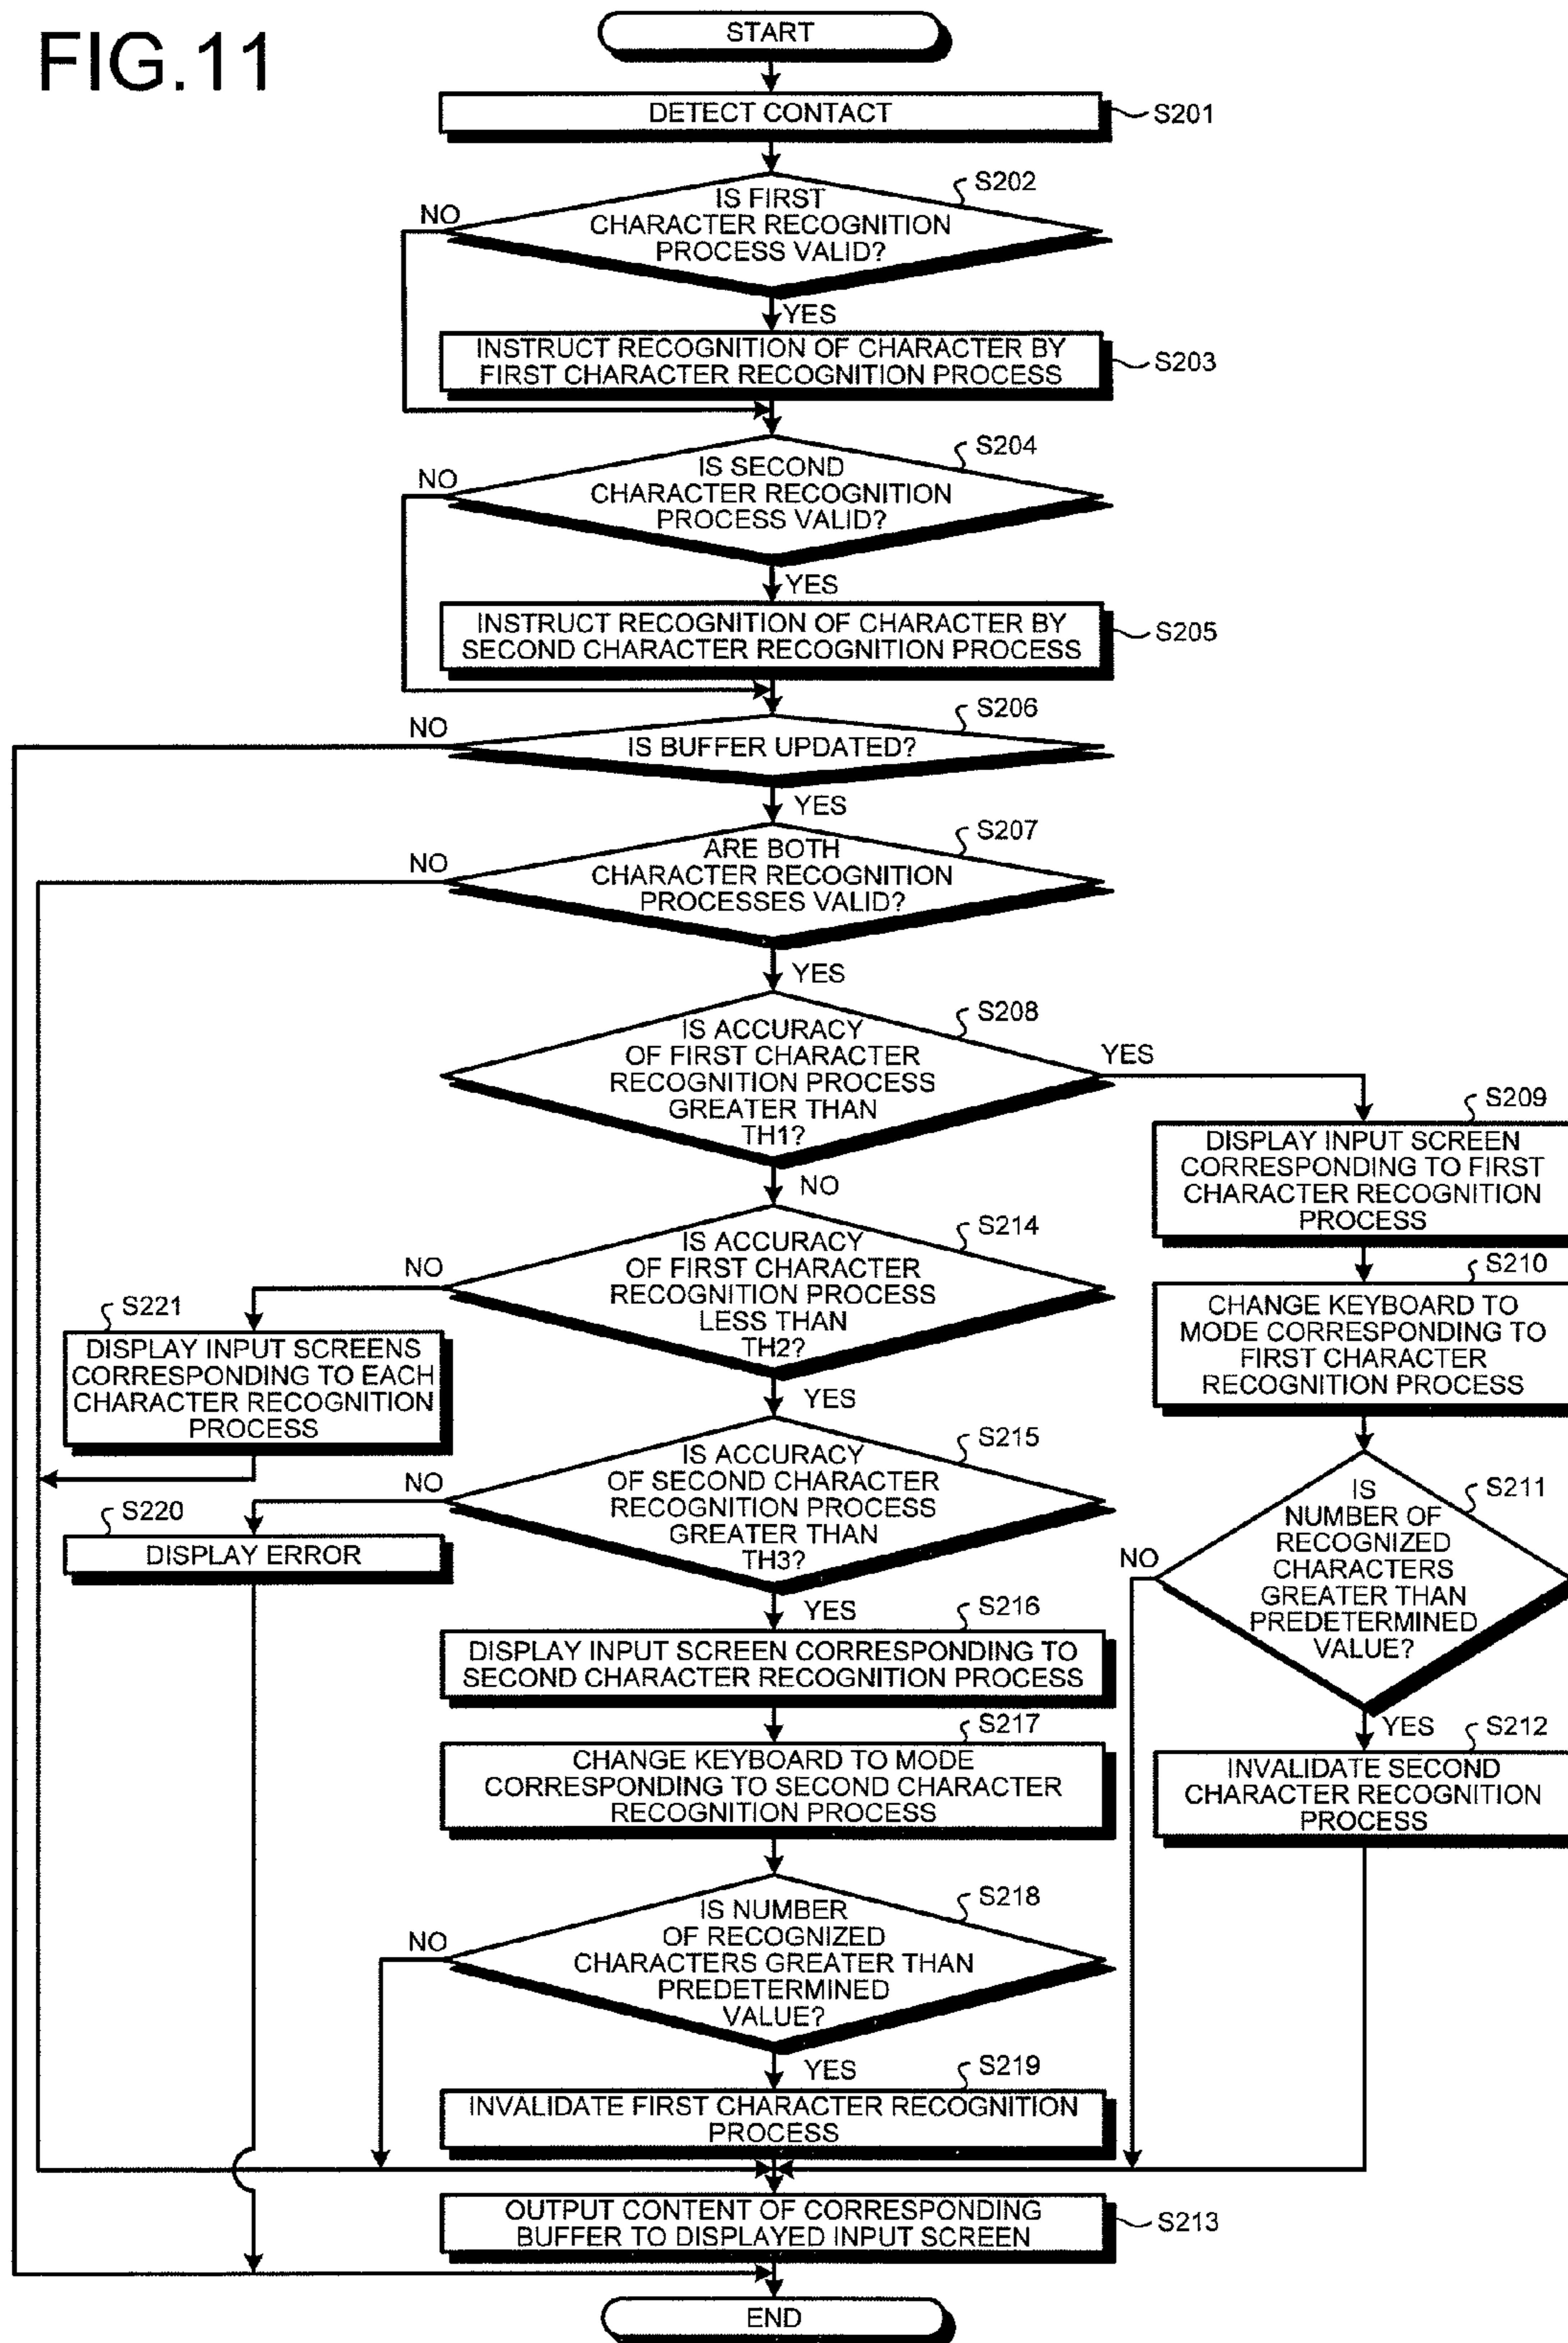 FIG.11
START
DETECT CONTACT
S201
S202
IS FIRST
CHARACTER RECOGNITION
PROCESS VALID?
NO
YES
INSTRUCT RECOGNITION OF CHARACTER BY
FIRST CHARACTER RECOGNITION PROCESS
S203
S204
IS SECOND
CHARACTER RECOGNITION
PROCESS VALID?
NO
YES
INSTRUCT RECOGNITION OF CHARACTER BY
SECOND CHARACTER RECOGNITION PROCESS
S205
S206
IS BUFFER UPDATED?
NO
YES
S207
ARE BOTH
CHARACTER RECOGNITION
PROCESSES VALID?
NO
YES
S208
IS ACCURACY
OF FIRST CHARACTER
RECOGNITION PROCESS
GREATER THAN
TH1?
YES
NO
S209
DISPLAY INPUT SCREEN
CORRESPONDING TO FIRST
CHARACTER RECOGNITION
PROCESS
S210
CHANGE KEYBOARD TO
MODE CORRESPONDING TO
FIRST CHARACTER
RECOGNITION PROCESS
S211
IS
NUMBER OF
RECOGNIZED
CHARACTERS
GREATER THAN
PREDETERMINED
VALUE?
NO
YES
S212
INVALIDATE SECOND
CHARACTER RECOGNITION
PROCESS
S214
IS ACCURACY
OF FIRST CHARACTER
RECOGNITION PROCESS
LESS THAN
TH2?
NO
YES
S221
DISPLAY INPUT SCREENS
CORRESPONDING TO EACH
CHARACTER RECOGNITION
PROCESS
S215
IS ACCURACY
OF SECOND CHARACTER
RECOGNITION PROCESS
GREATER THAN
TH3?
NO
YES
S220
DISPLAY ERROR
S216
DISPLAY INPUT SCREEN CORRESPONDING TO
SECOND CHARACTER RECOGNITION PROCESS
S217
CHANGE KEYBOARD TO MODE
CORRESPONDING TO SECOND CHARACTER
RECOGNITION PROCESS
S218
IS NUMBER
OF RECOGNIZED
CHARACTERS GREATER THAN
PREDETERMINED
VALUE?
NO
YES
S219
INVALIDATE FIRST CHARACTER RECOGNITION
PROCESS
OUTPUT CONTENT OF CORRESPONDING
BUFFER TO DISPLAYED INPUT SCREEN
S213
END